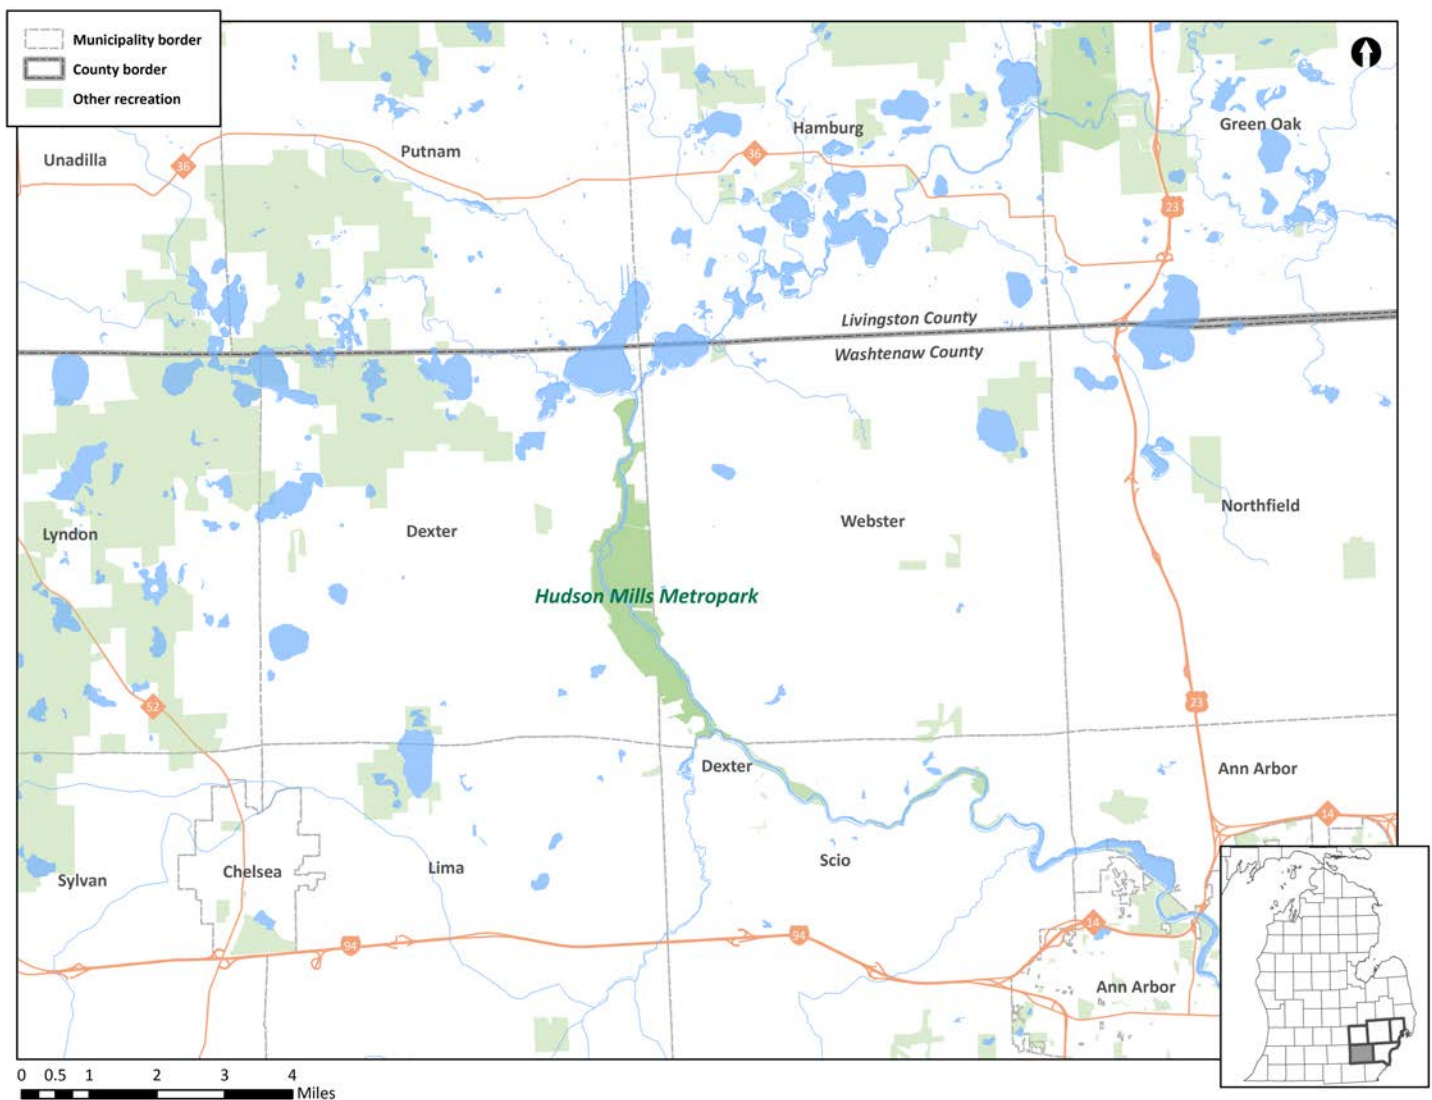 Municipality border
County border
Other recreation
Unadilla
36
Putnam
36
Hamburg
Green Oak
23
Livingston County
Washtenaw County
Lyndon
Dexter
Webster
Northfield
Hudson Mills Metropark
52
23
Dexter
Ann Arbor
14
Sylvan
Chelsea
Lima
Scio
94
94
14
Ann Arbor
0 0.5 1 2 3 4
Miles